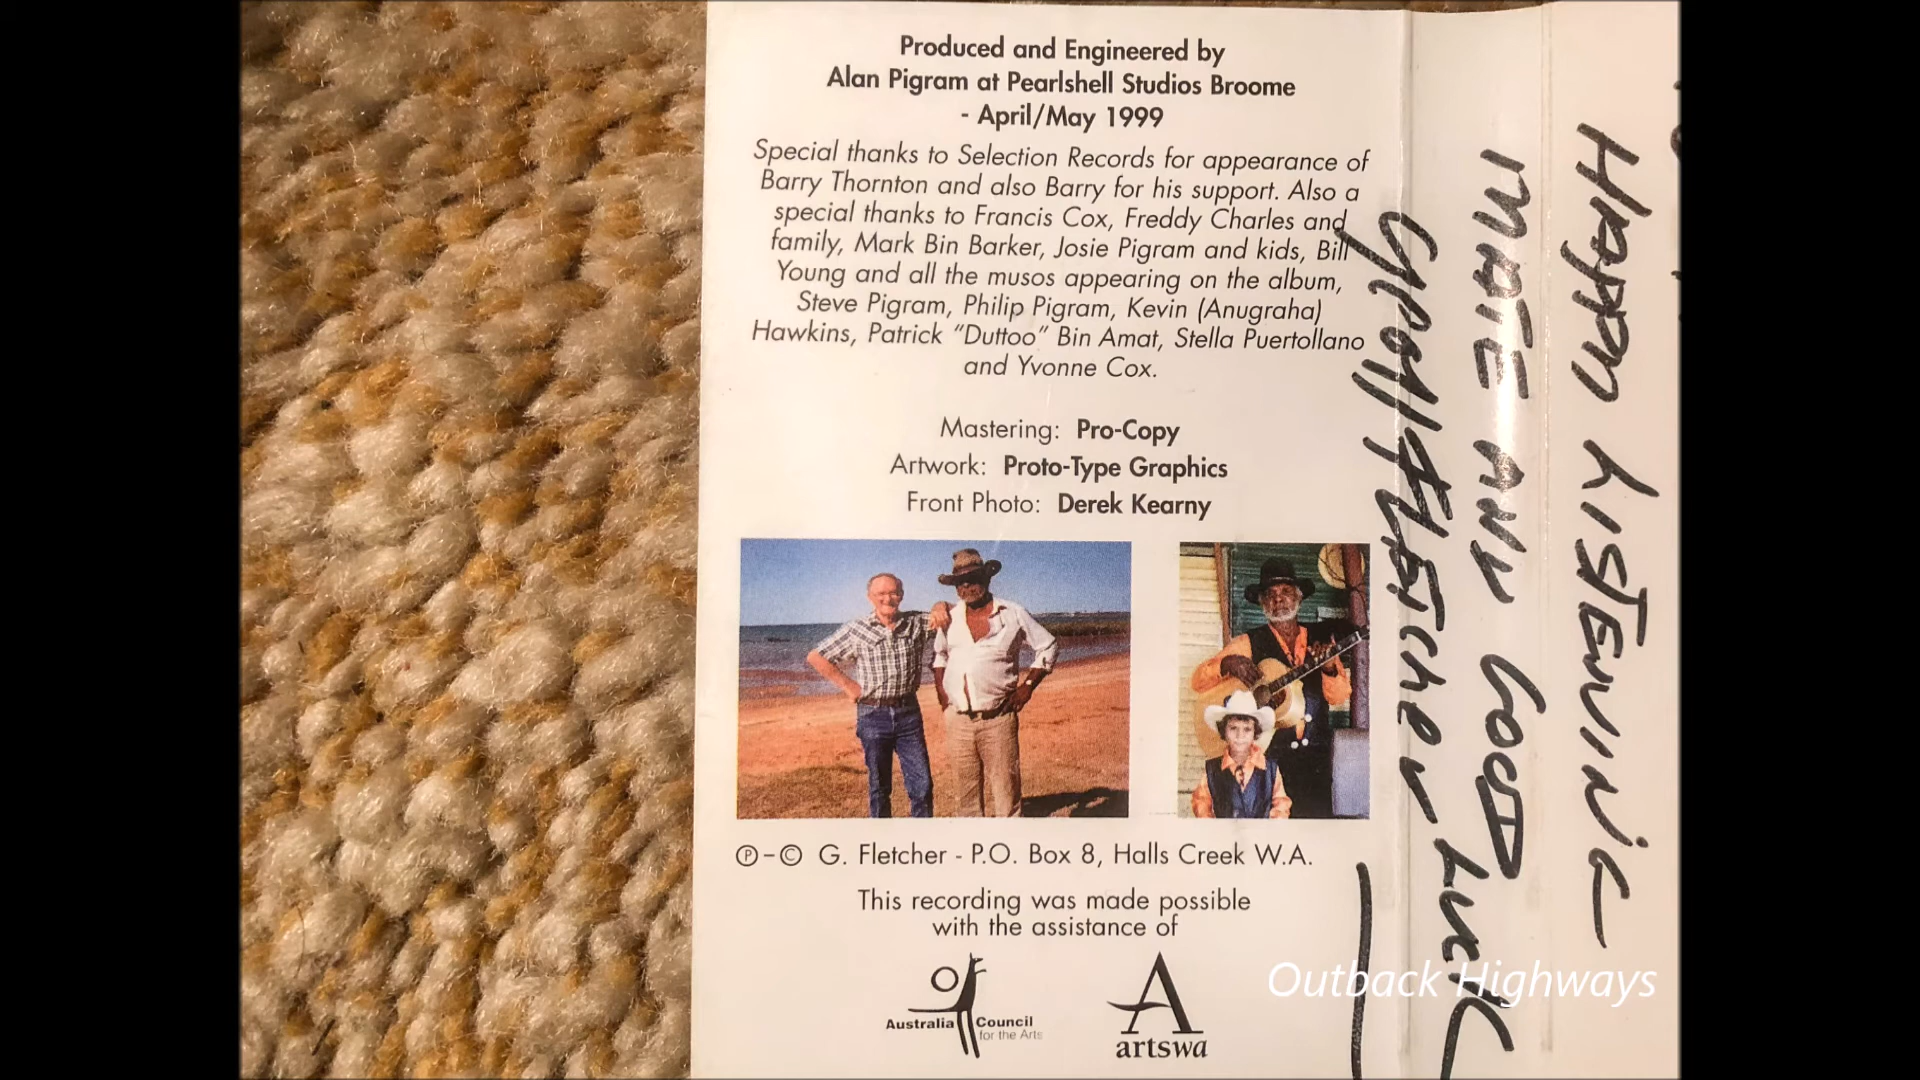 Produced and Engineered by
Alan Pigram at Pearlshell Studios Broome
- April/May 1999
Special thanks to Selection Records for appearance of
Barry Thornton and also Barry for his support. Also a
special thanks to Francis Cox, Freddy Charles and
family, Mark Bin Barker, Josie Pigram and kids, Bill
Young and all the musos appearing on the album,
Steve Pigram, Philip Pigram, Kevin (Anugraha)
Hawkins, Patrick “Duttoo” Bin Amat, Stella Puertollano
and Yvonne Cox.
Mastering: Pro-Copy
Artwork: Proto-Type Graphics
Front Photo: Derek Kearny
Ⓟ-© G. Fletcher - P.O. Box 8, Halls Creek W.A.
This recording was made possible
with the assistance of
Australia Council
for the Arts
A
artswa
HAPPY LISTENING
MATE AND GOOD LUCK
Outback Highways